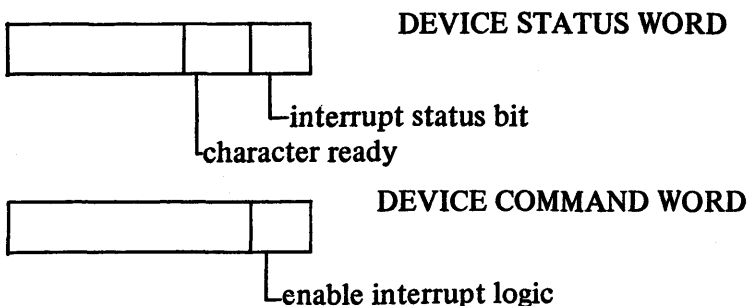 DEVICE STATUS WORD
interrupt status bit
character ready
DEVICE COMMAND WORD
enable interrupt logic